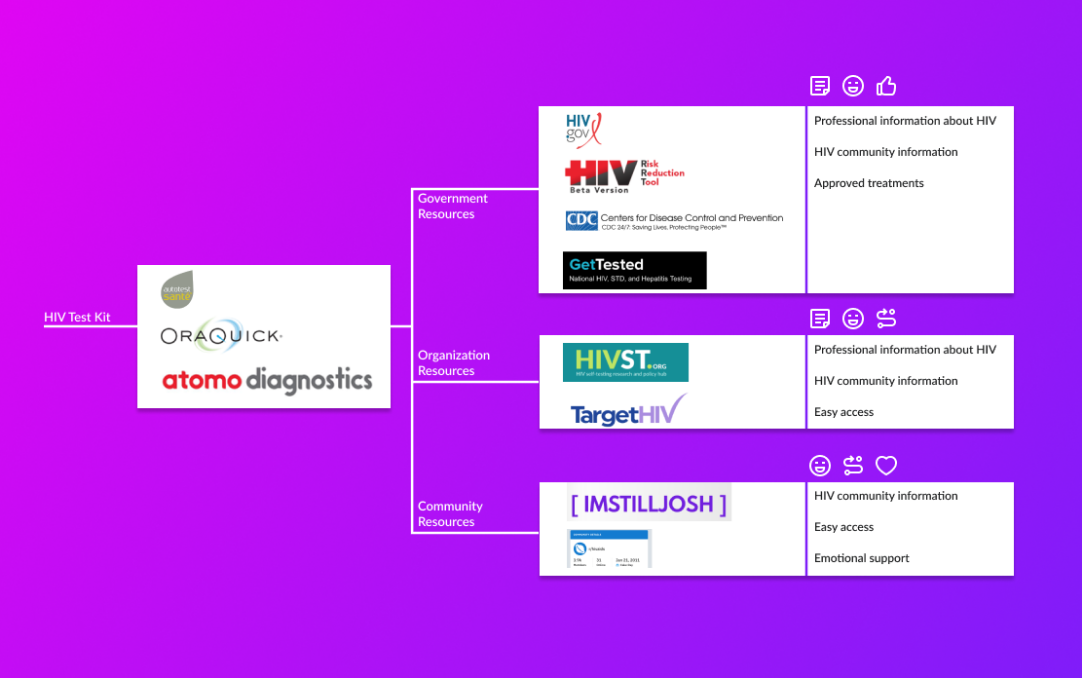 HIV Test Kit
autotest
santé
ORAQUICK®
atomo diagnostics
Government
Resources
HIV
gov
HIV Risk
Reduction
Tool
Beta Version
CDC Centers for Disease Control and Prevention
CDC 24/7: Saving Lives, Protecting People™
GetTested
National HIV, STD, and Hepatitis Testing
Professional information about HIV
HIV community information
Approved treatments
Organization
Resources
HIVST.ORG
HIV self-testing research and policy hub
TargetHIV
Professional information about HIV
HIV community information
Easy access
Community
Resources
[ IMSTILLJOSH ]
HIV community information
Easy access
Emotional support